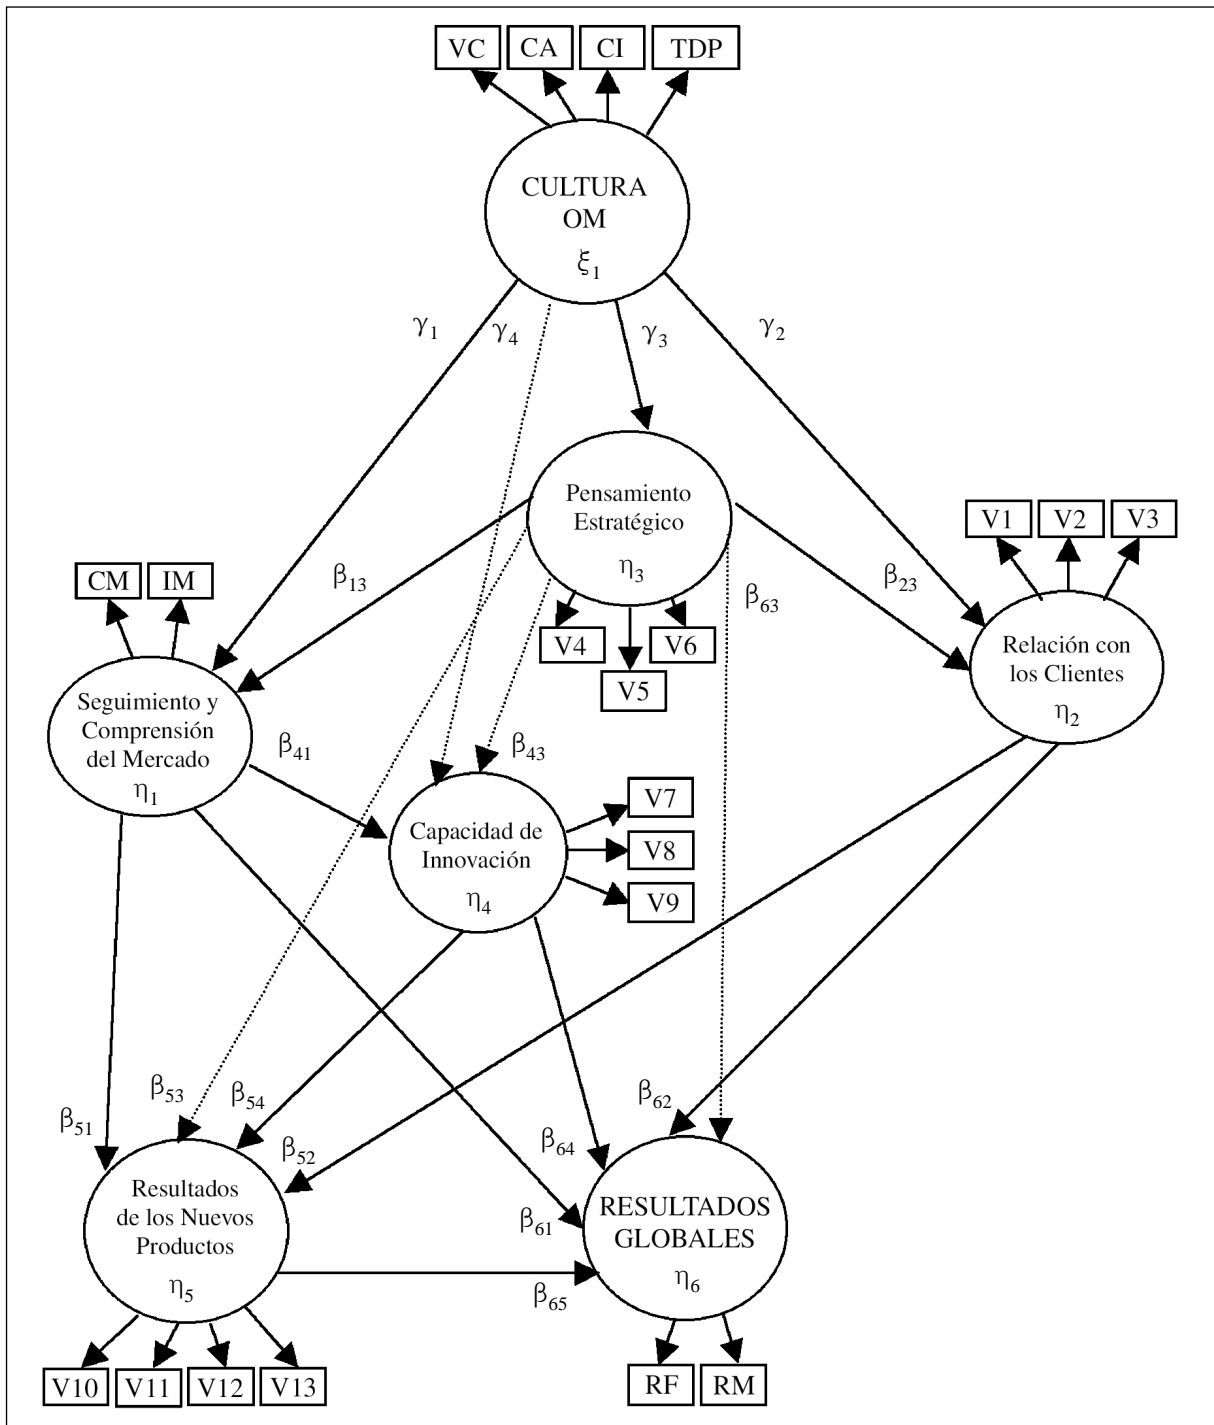 VC CA CI TDP
CULTURA
OM
ξ1
γ1 γ4 γ3 γ2
Pensamiento
Estratégico
η3
V1 V2 V3
CM IM
β13
β63
β23
V4 V6
V5
Relación con
los Clientes
η2
Seguimiento y
Comprensión
del Mercado
η1
β41
β43
V7
V8
V9
Capacidad de
Innovación
η4
β51
β53
β54
β52
β62
β64
β61
Resultados
de los Nuevos
Productos
η5
RESULTADOS
GLOBALES
η6
β65
V10 V11 V12 V13
RF RM